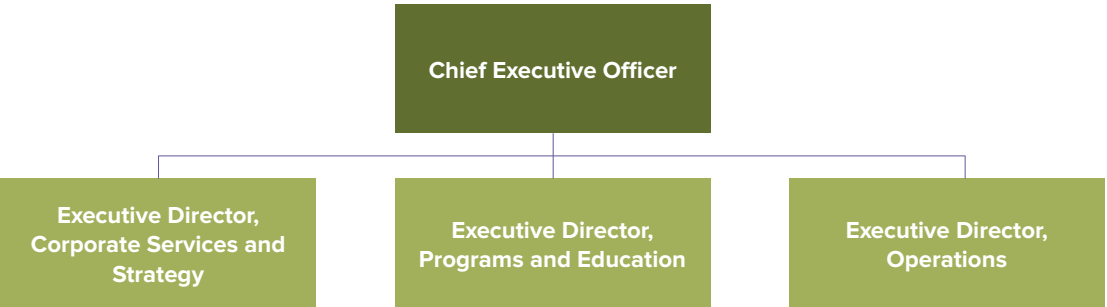 Chief Executive Officer
Executive Director,
Corporate Services and
Strategy
Executive Director,
Programs and Education
Executive Director,
Operations